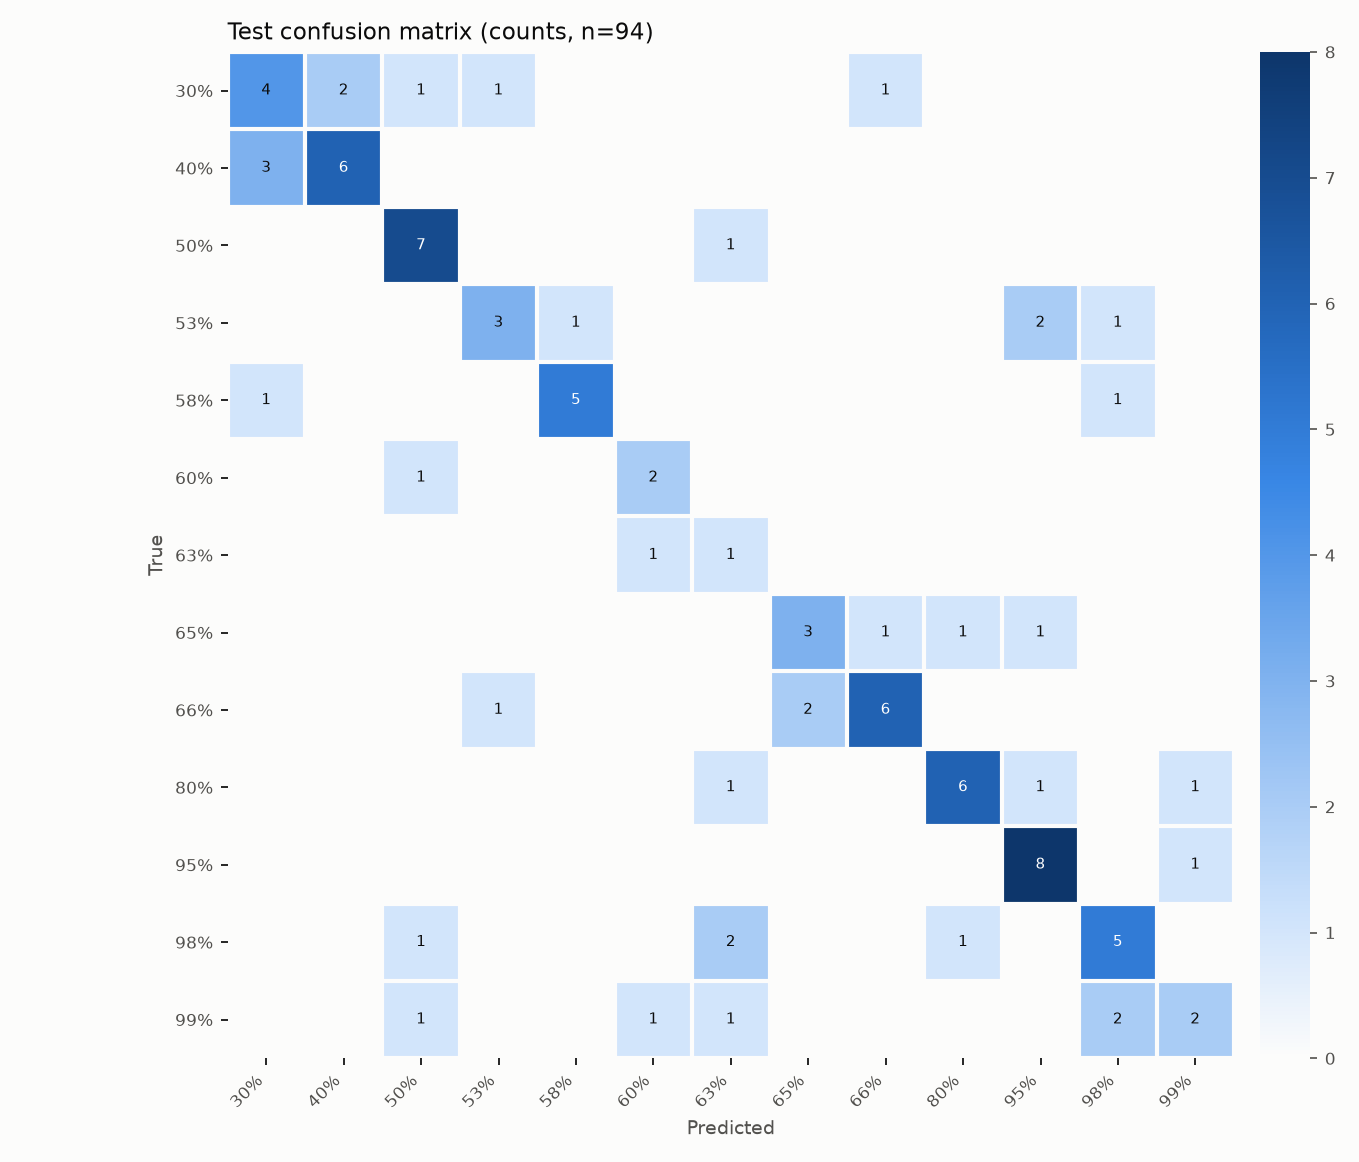 Test confusion matrix (counts, n=94)
30% 4 2 1 1 1
40% 3 6
50% 7 1
53% 3 1 2 1
58% 1 5 1
60% 1 2
63% 1 1
65% 3 1 1 1
66% 1 2 6
80% 1 6 1 1
95% 8 1
98% 1 2 1 5
99% 1 1 1 2 2
True
30% 40% 50% 53% 58% 60% 63% 65% 66% 80% 95% 98% 99%
Predicted
8
7
6
5
4
3
2
1
0